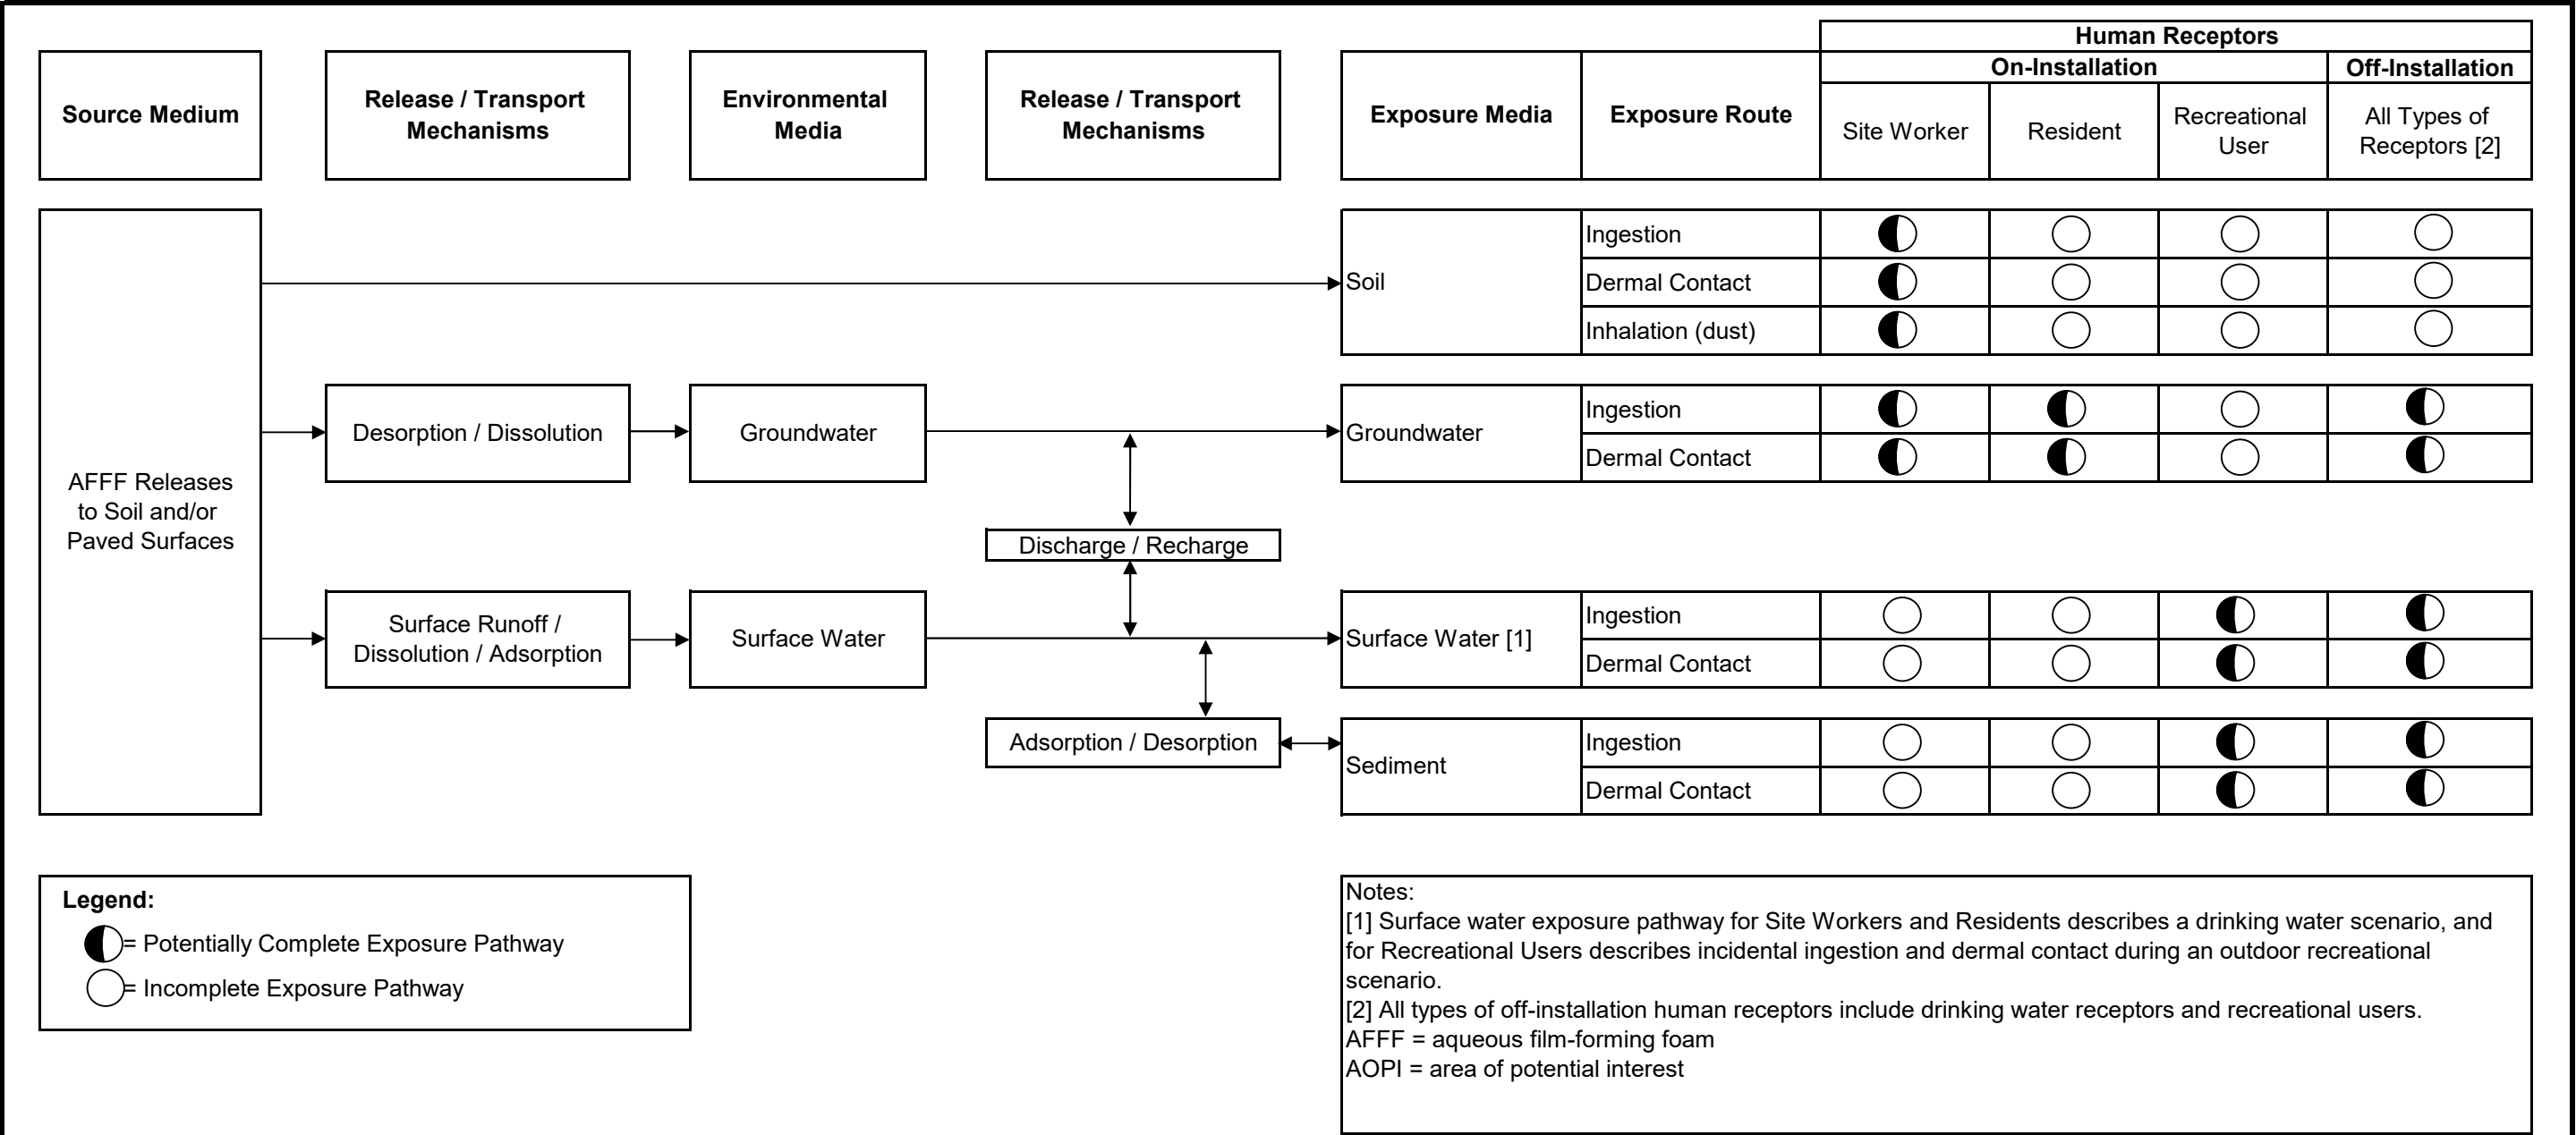 Human Receptors
On-Installation
Off-Installation
Source Medium
Release / Transport
Mechanisms
Environmental
Media
Release / Transport
Mechanisms
Exposure Media
Exposure Route
Site Worker
Resident
Recreational
User
All Types of
Receptors [2]
AFFF Releases
to Soil and/or
Paved Surfaces
Soil
Ingestion
Dermal Contact
Inhalation (dust)
Desorption / Dissolution
Groundwater
Groundwater
Ingestion
Dermal Contact
Discharge / Recharge
Surface Runoff /
Dissolution / Adsorption
Surface Water
Surface Water [1]
Ingestion
Dermal Contact
Adsorption / Desorption
Sediment
Ingestion
Dermal Contact
Legend:
= Potentially Complete Exposure Pathway
= Incomplete Exposure Pathway
Notes:
[1] Surface water exposure pathway for Site Workers and Residents describes a drinking water scenario, and
for Recreational Users describes incidental ingestion and dermal contact during an outdoor recreational
scenario.
[2] All types of off-installation human receptors include drinking water receptors and recreational users.
AFFF = aqueous film-forming foam
AOPI = area of potential interest